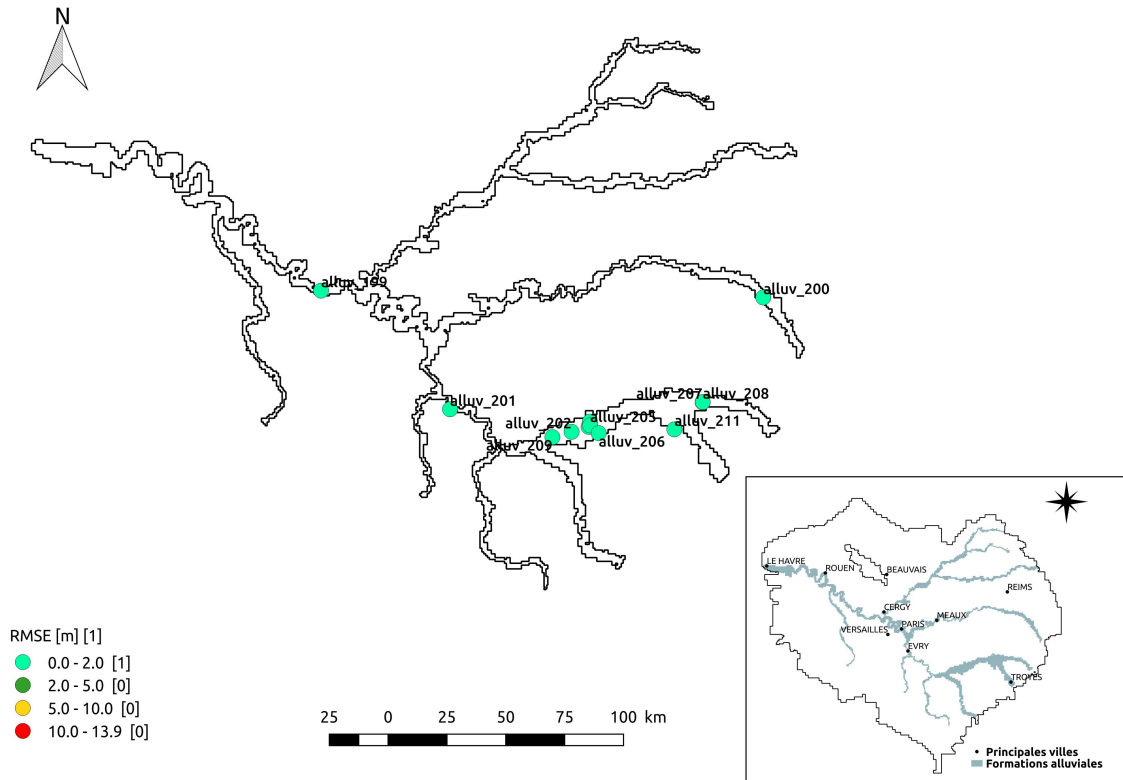 N
alluv_199
alluv_200
alluv_201
alluv_207
alluv_208
alluv_202
alluv_205
alluv_211
alluv_209
alluv_206
RMSE [m] [1]
0.0 - 2.0 [1]
2.0 - 5.0 [0]
5.0 - 10.0 [0]
10.0 - 13.9 [0]
25 0 25 50 75 100 km
LE HAVRE
ROUEN
BEAUVAIS
REIMS
CERGY
MEAUX
PARIS
VERSAILLES
EVRY
TROYES
Principales villes
Formations alluviales